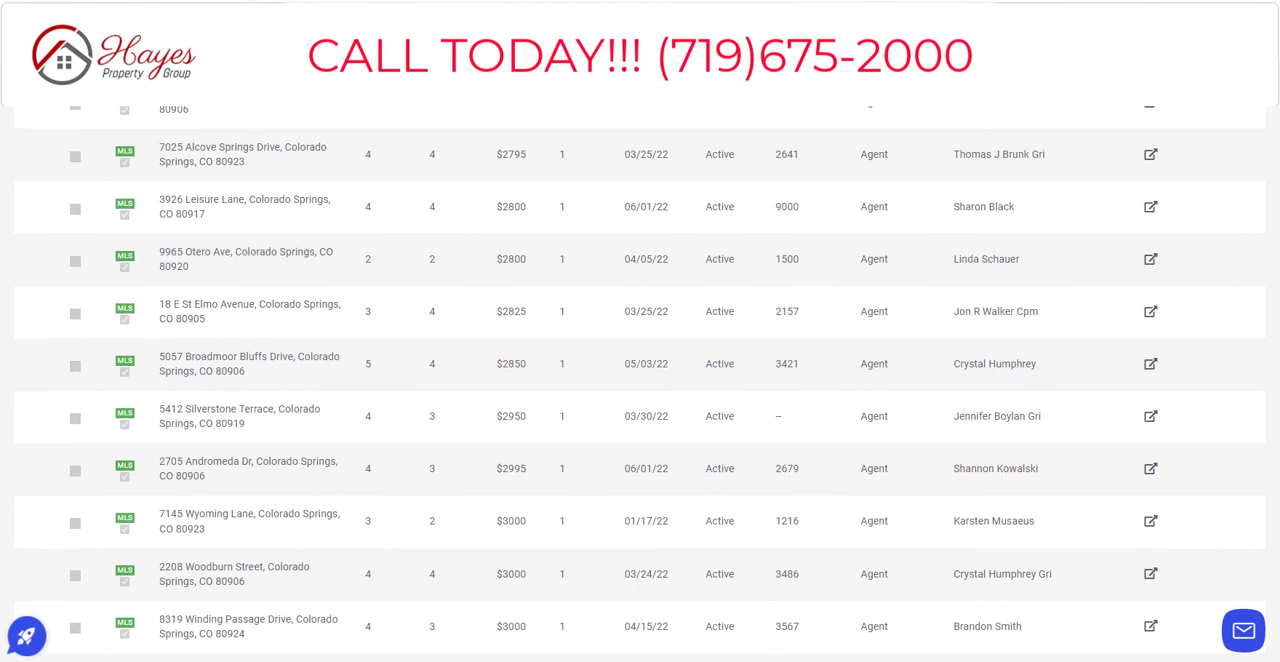 Hayes
Property Group
CALL TODAY!!! (719)675-2000
80906
MLS 7025 Alcove Springs Drive, Colorado
Springs, CO 80923 4 4 $2795 1 03/25/22 Active 2641 Agent Thomas J Brunk Gri
MLS 3926 Leisure Lane, Colorado Springs,
CO 80917 4 4 $2800 1 06/01/22 Active 9000 Agent Sharon Black
MLS 9965 Otero Ave, Colorado Springs, CO
80920 2 2 $2800 1 04/05/22 Active 1500 Agent Linda Schauer
MLS 18 E St Elmo Avenue, Colorado Springs,
CO 80905 3 4 $2825 1 03/25/22 Active 2157 Agent Jon R Walker Cpm
MLS 5057 Broadmoor Bluffs Drive, Colorado
Springs, CO 80906 5 4 $2850 1 05/03/22 Active 3421 Agent Crystal Humphrey
MLS 5412 Silverstone Terrace, Colorado
Springs, CO 80919 4 3 $2950 1 03/30/22 Active – Agent Jennifer Boylan Gri
MLS 2705 Andromeda Dr, Colorado Springs,
CO 80906 4 3 $2995 1 06/01/22 Active 2679 Agent Shannon Kowalski
MLS 7145 Wyoming Lane, Colorado Springs,
CO 80923 3 2 $3000 1 01/17/22 Active 1216 Agent Karsten Musaeus
MLS 2208 Woodburn Street, Colorado
Springs, CO 80906 4 4 $3000 1 03/24/22 Active 3486 Agent Crystal Humphrey Gri
MLS 8319 Winding Passage Drive, Colorado
Springs, CO 80924 4 3 $3000 1 04/15/22 Active 3567 Agent Brandon Smith